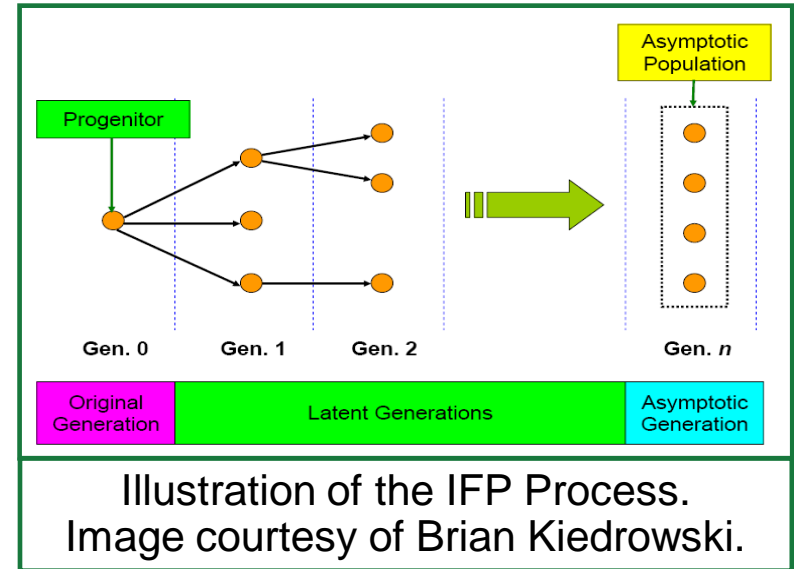 Asymptotic
Population
Progenitor
Gen. 0
Gen. 1
Gen. 2
Gen. n
Original
Generation
Latent Generations
Asymptotic
Generation
Illustration of the IFP Process.
Image courtesy of Brian Kiedrowski.